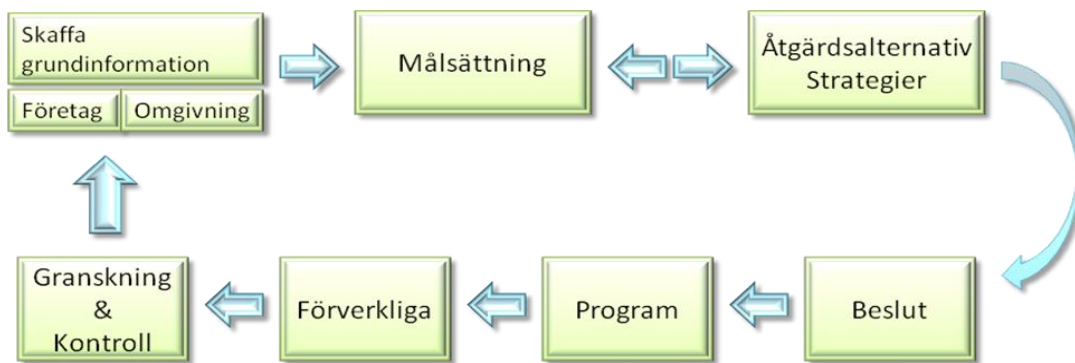 Skaffa
grundinformation
Företag
Omgivning
Målsättning
Åtgärdsalternativ
Strategier
Beslut
Program
Förverkliga
Granskning
&
Kontroll